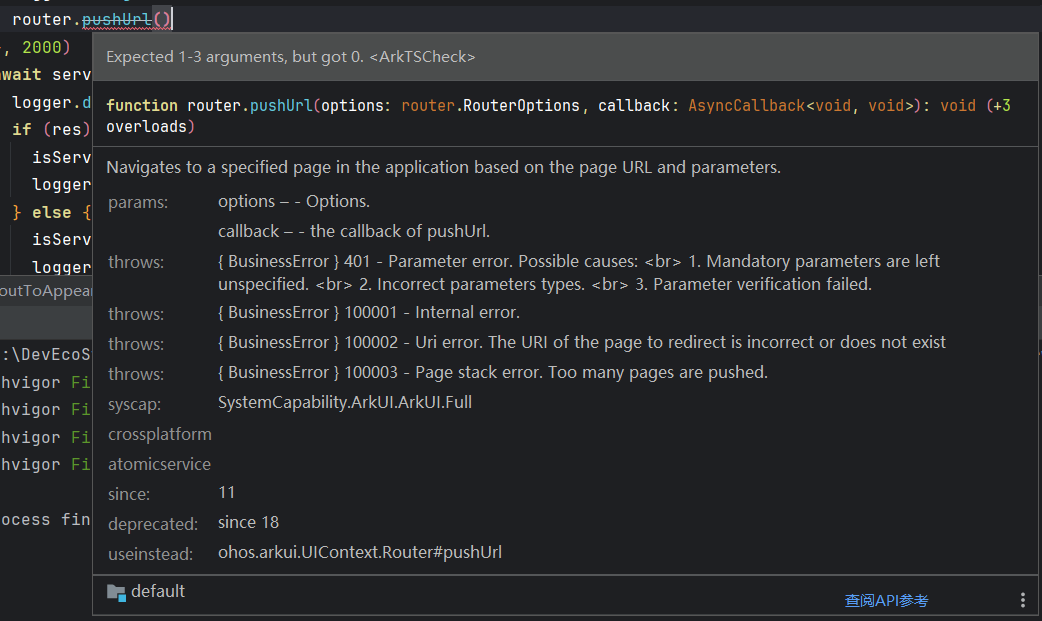 router.pushUrl()
, 2000)
await serv
logger.d
if (res)
isServ
logger
} else {
isServ
logger
outToAppear
:\DevEcoS
hvigor Fi
hvigor Fi
hvigor Fi
hvigor Fi
ocess fin
Expected 1-3 arguments, but got 0. <ArkTSCheck>
function router.pushUrl(options: router.RouterOptions, callback: AsyncCallback<void, void>): void (+3
overloads)
Navigates to a specified page in the application based on the page URL and parameters.
params: options – - Options.
callback – - the callback of pushUrl.
throws: { BusinessError } 401 - Parameter error. Possible causes: <br> 1. Mandatory parameters are left
unspecified. <br> 2. Incorrect parameters types. <br> 3. Parameter verification failed.
throws: { BusinessError } 100001 - Internal error.
throws: { BusinessError } 100002 - Uri error. The URI of the page to redirect is incorrect or does not exist
throws: { BusinessError } 100003 - Page stack error. Too many pages are pushed.
syscap: SystemCapability.ArkUI.ArkUI.Full
crossplatform
atomicservice
since: 11
deprecated: since 18
useinstead: ohos.arkui.UIContext.Router#pushUrl
default
查阅API参考